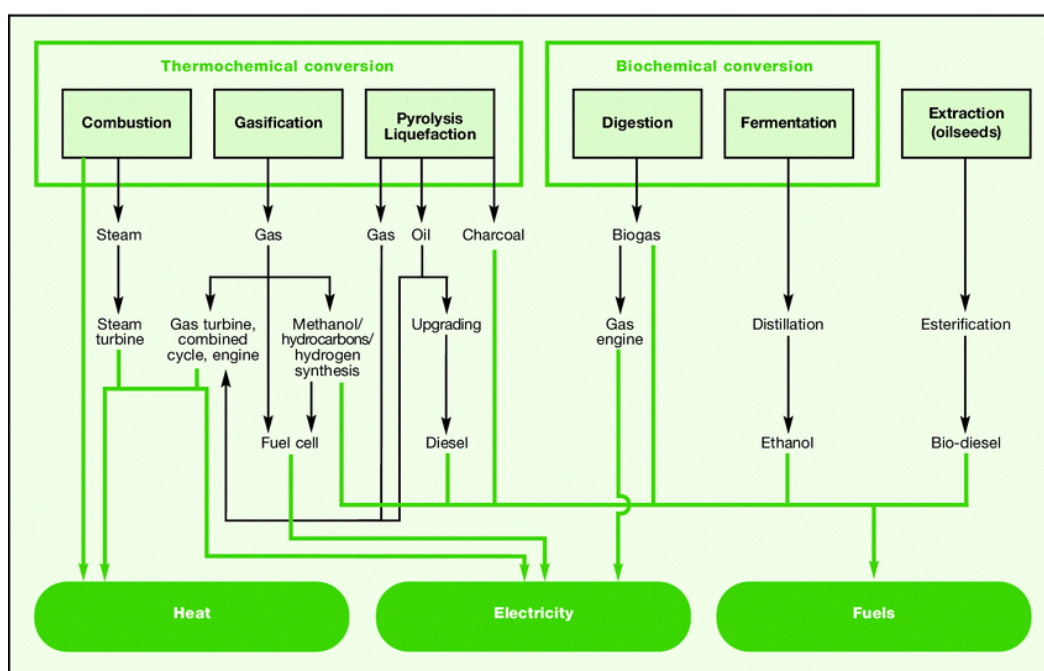 Thermochemical conversion
Biochemical conversion
Combustion
Gasification
Pyrolysis
Liquefaction
Digestion
Fermentation
Extraction
(oilseeds)
Steam
Gas
Gas
Oil
Charcoal
Biogas
Steam
turbine
Gas turbine,
combined
cycle, engine
Methanol/
hydrocarbons/
hydrogen
synthesis
Upgrading
Gas
engine
Distillation
Esterification
Fuel cell
Diesel
Ethanol
Bio-diesel
Heat
Electricity
Fuels